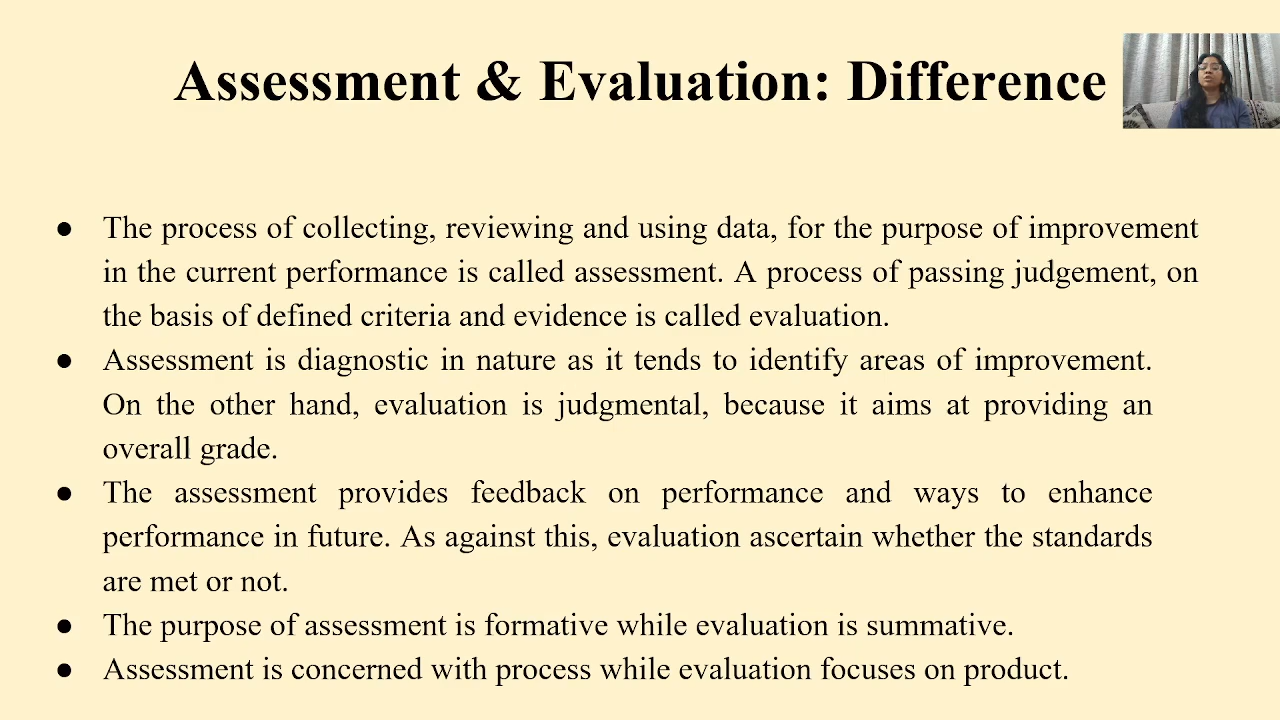 Assessment & Evaluation: Difference
● The process of collecting, reviewing and using data, for the purpose of improvement
in the current performance is called assessment. A process of passing judgement, on
the basis of defined criteria and evidence is called evaluation.
● Assessment is diagnostic in nature as it tends to identify areas of improvement.
On the other hand, evaluation is judgmental, because it aims at providing an
overall grade.
● The assessment provides feedback on performance and ways to enhance
performance in future. As against this, evaluation ascertain whether the standards
are met or not.
● The purpose of assessment is formative while evaluation is summative.
● Assessment is concerned with process while evaluation focuses on product.